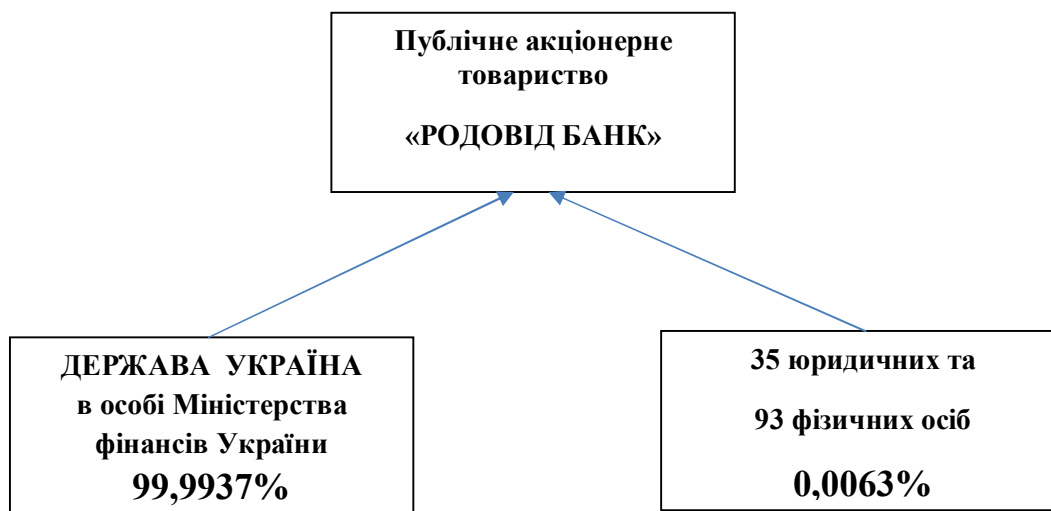 Публічне акціонерне
товариство
«РОДОВІД БАНК»
ДЕРЖАВА УКРАЇНА
в особі Міністерства
фінансів України
99,9937%
35 юридичних та
93 фізичних осіб
0,0063%